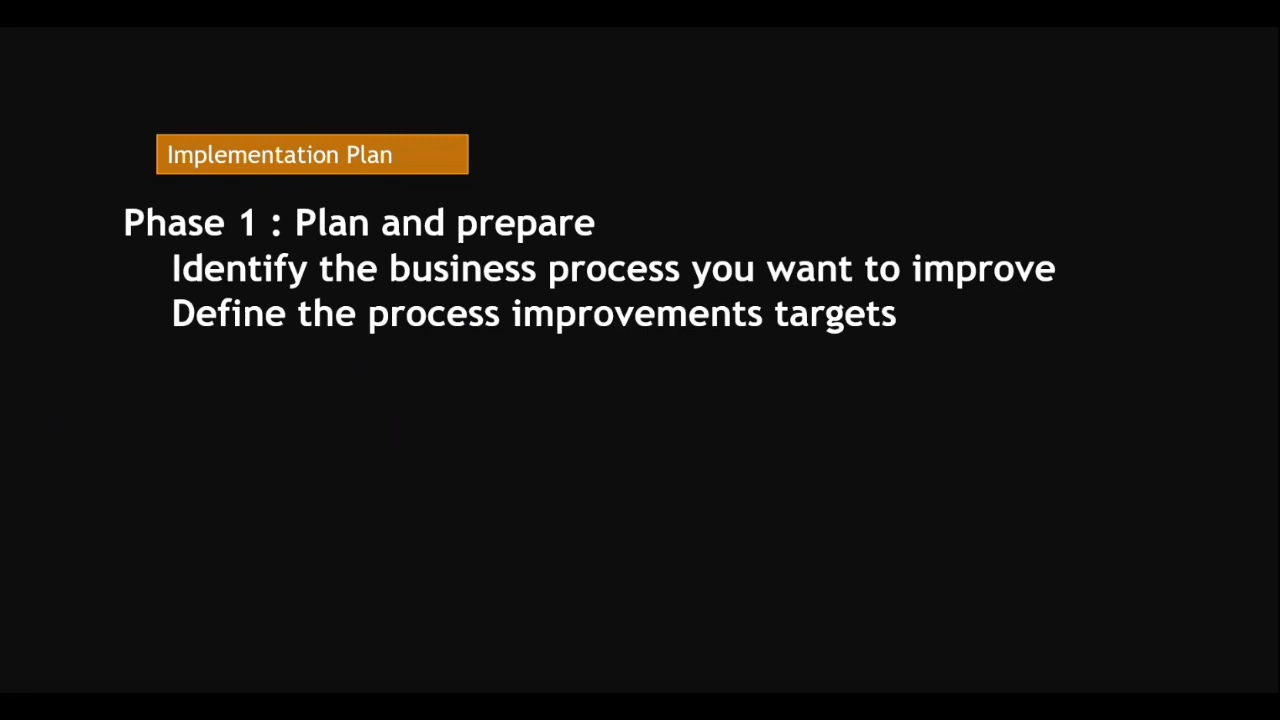 Implementation Plan
Phase 1 : Plan and prepare
Identify the business process you want to improve
Define the process improvements targets